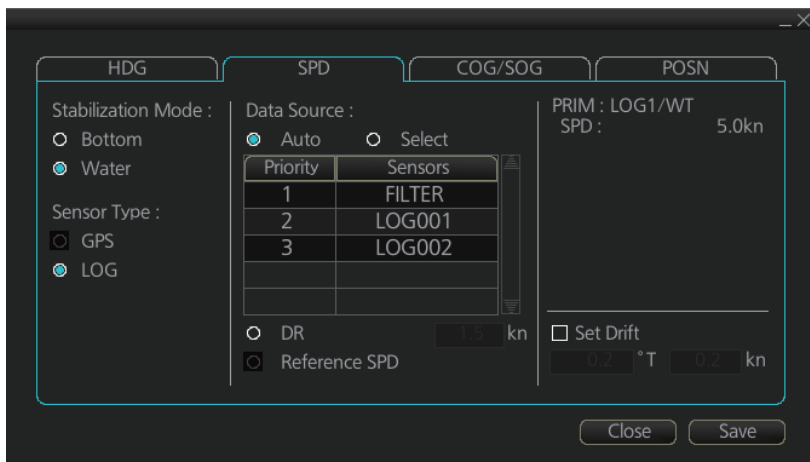 HDG
SPD
COG/SOG
POSN
Stabilization Mode :
Bottom
Water
Sensor Type :
GPS
LOG
Data Source :
Auto
Select
Priority Sensors
1 FILTER
2 LOG001
3 LOG002
DR 1.5 kn
Reference SPD
PRIM : LOG1/WT
SPD : 5.0kn
Set Drift
0.2 °T 0.2 kn
Close
Save